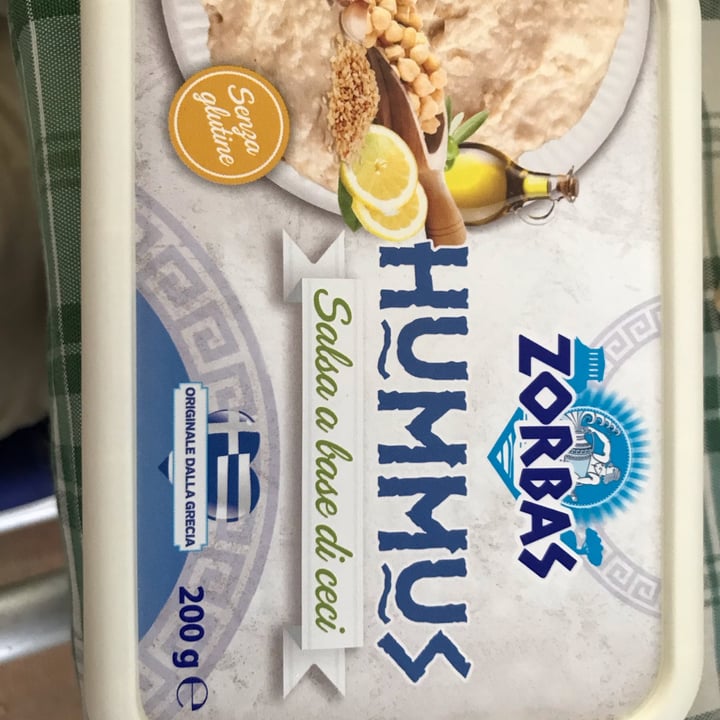 ZORBAS
HUMMUS
Salsa a base di ceci
Senza
glutine
ORIGINALE DALLA GRECIA
200 g e